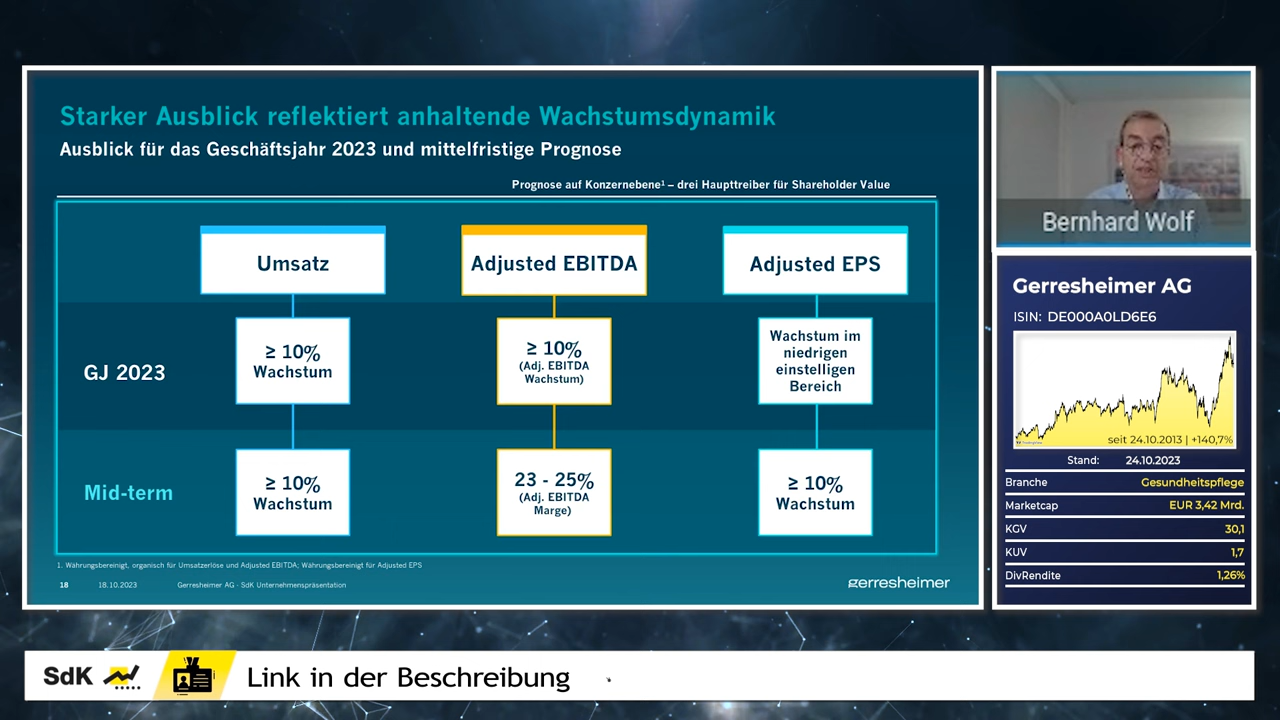 Starker Ausblick reflektiert anhaltende Wachstumsdynamik
Ausblick für das Geschäftsjahr 2023 und mittelfristige Prognose
Prognose auf Konzernebene¹ – drei Haupttreiber für Shareholder Value
Umsatz
Adjusted EBITDA
Adjusted EPS
GJ 2023
≥ 10%
Wachstum
≥ 10%
(Adj. EBITDA
Wachstum)
Wachstum im
niedrigen
einstelligen
Bereich
Mid-term
≥ 10%
Wachstum
23 - 25%
(Adj. EBITDA
Marge)
≥ 10%
Wachstum
1. Währungsbereinigt, organisch für Umsatzerlöse und Adjusted EBITDA; Währungsbereinigt für Adjusted EPS
18 18.10.2023 Gerresheimer AG - SdK Unternehmenspräsentation
gerresheimer
Bernhard Wolf
Gerresheimer AG
ISIN: DE000A0LD6E6
seit 24.10.2013 | +140,7%
Stand: 24.10.2023
Branche Gesundheitspflege
Marketcap EUR 3,42 Mrd.
KGV 30,1
KUV 1,7
DivRendite 1,26%
SdK
Link in der Beschreibung